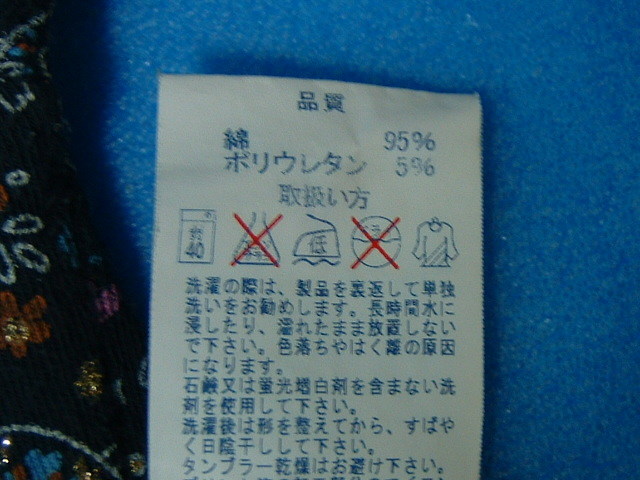 品質
綿 95%
ポリウレタン 5%
取扱い方
40 低 ドライ
洗濯の際は、製品を裏返して単独
洗いをお勧めします。長時間水に
浸したり、濡れたまま放置しない
で下さい。色落ちやはく離の原因
になります。
石鹸又は蛍光増白剤を含まない洗
剤を使用して下さい。
洗濯後は形を整えてから、すばや
く日陰干しして下さい。
タンブラー乾燥はお避け下さい。